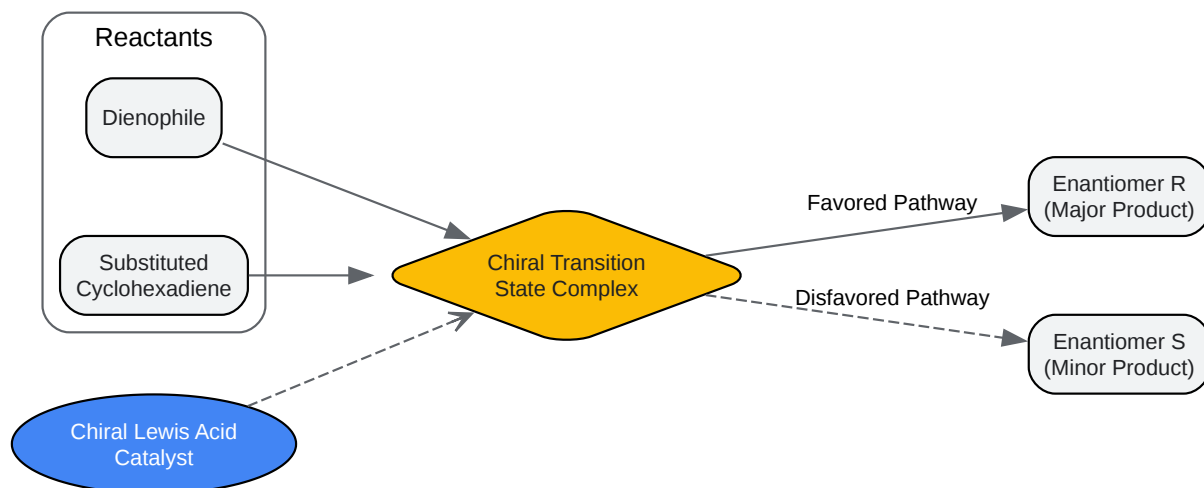 Reactants
Dienophile
Substituted
Cyclohexadiene
Chiral Lewis Acid
Catalyst
Chiral Transition
State Complex
Favored Pathway
Disfavored Pathway
Enantiomer R
(Major Product)
Enantiomer S
(Minor Product)